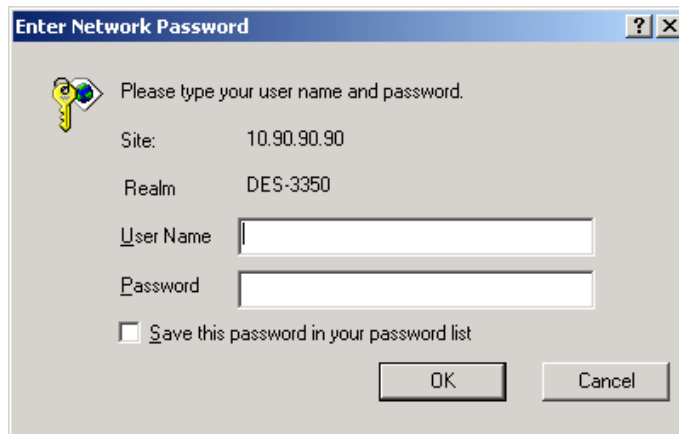 Enter Network Password
Please type your user name and password.
Site: 10.90.90.90
Realm DES-3350
User Name
Password
Save this password in your password list
OK Cancel